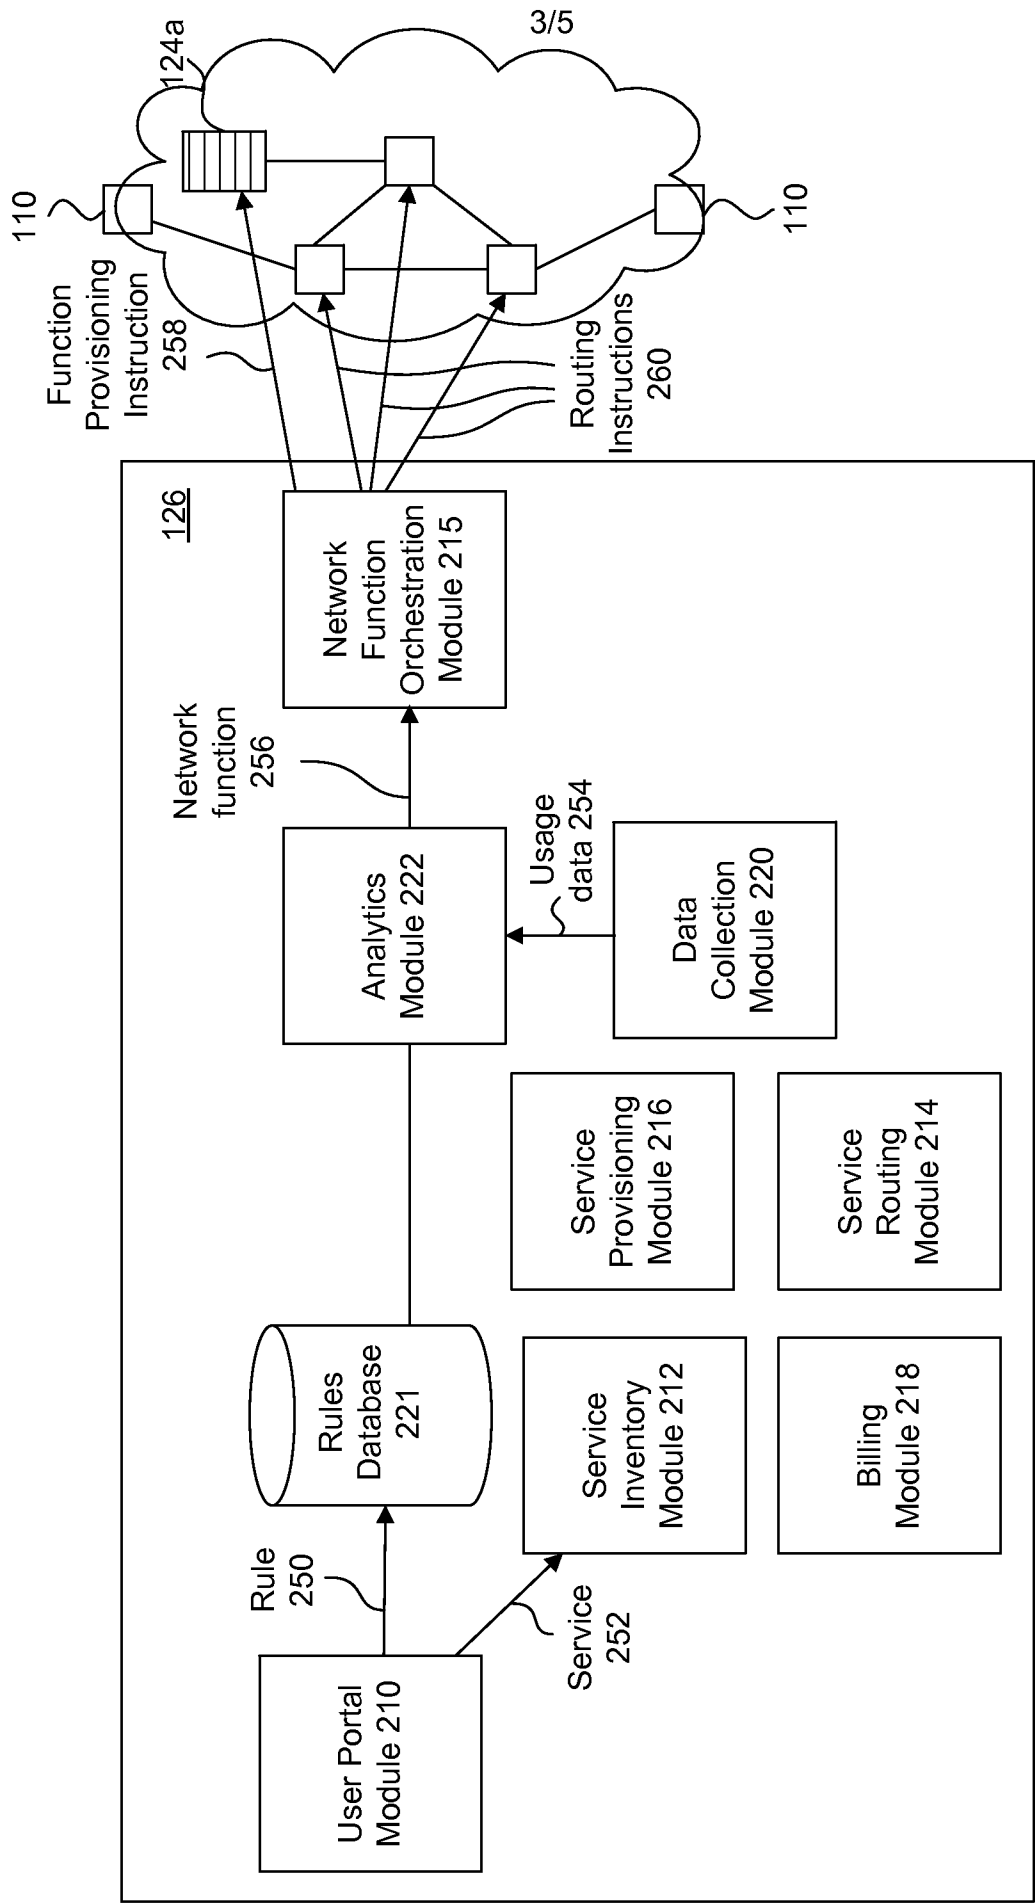 3/5
126
User Portal
Module 210
Rule
250
Service
252
Rules
Database
221
Service
Inventory
Module 212
Billing
Module 218
Service
Provisioning
Module 216
Service
Routing
Module 214
Analytics
Module 222
Usage
data 254
Data
Collection
Module 220
Network
function
256
Network
Function
Orchestration
Module 215
Function
Provisioning
Instruction
258
Routing
Instructions
260
110
124a
110